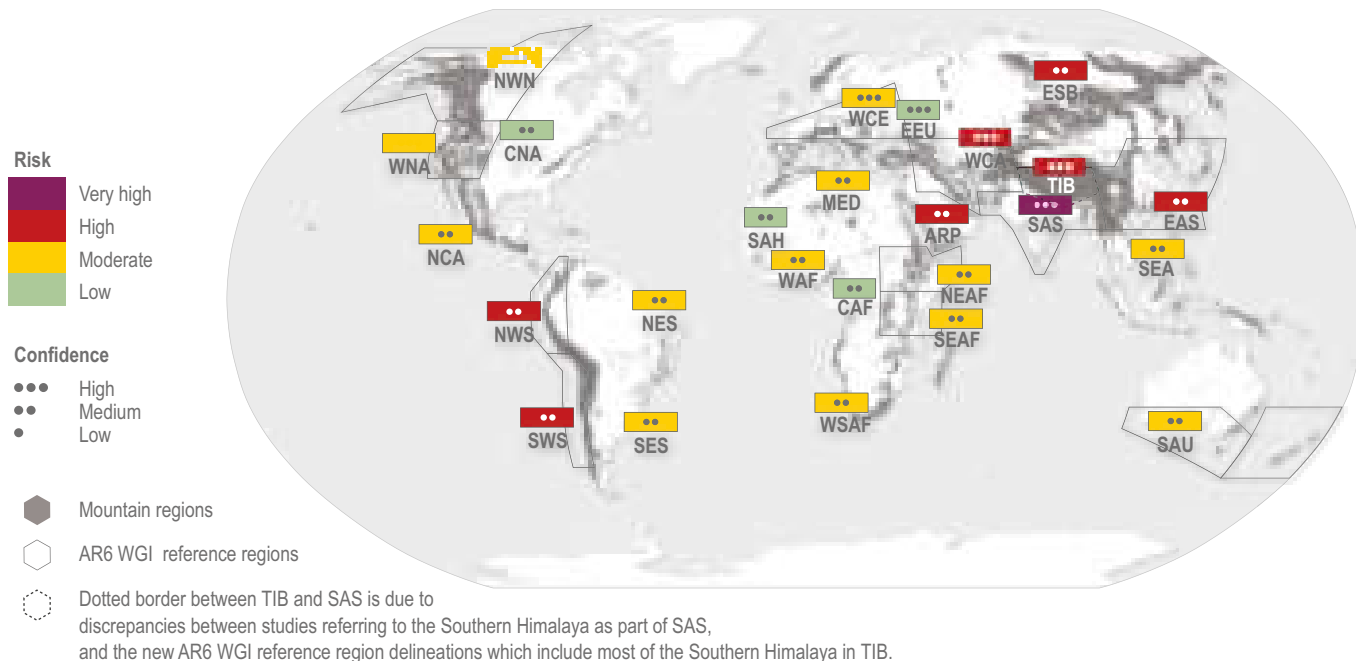 Risk
Very high
High
Moderate
Low
Confidence
High
Medium
Low
Mountain regions
AR6 WGI reference regions
Dotted border between TIB and SAS is due to
discrepancies between studies referring to the Southern Himalaya as part of SAS,
and the new AR6 WGI reference region delineations which include most of the Southern Himalaya in TIB.
NWN
WNA
CNA
NCA
NWS
NES
SWS
SES
WCE
EEU
ESB
WCA
TIB
MED
SAH
ARP
SAS
EAS
WAF
CAF
NEAF
SEA
SEAF
WSAF
SAU